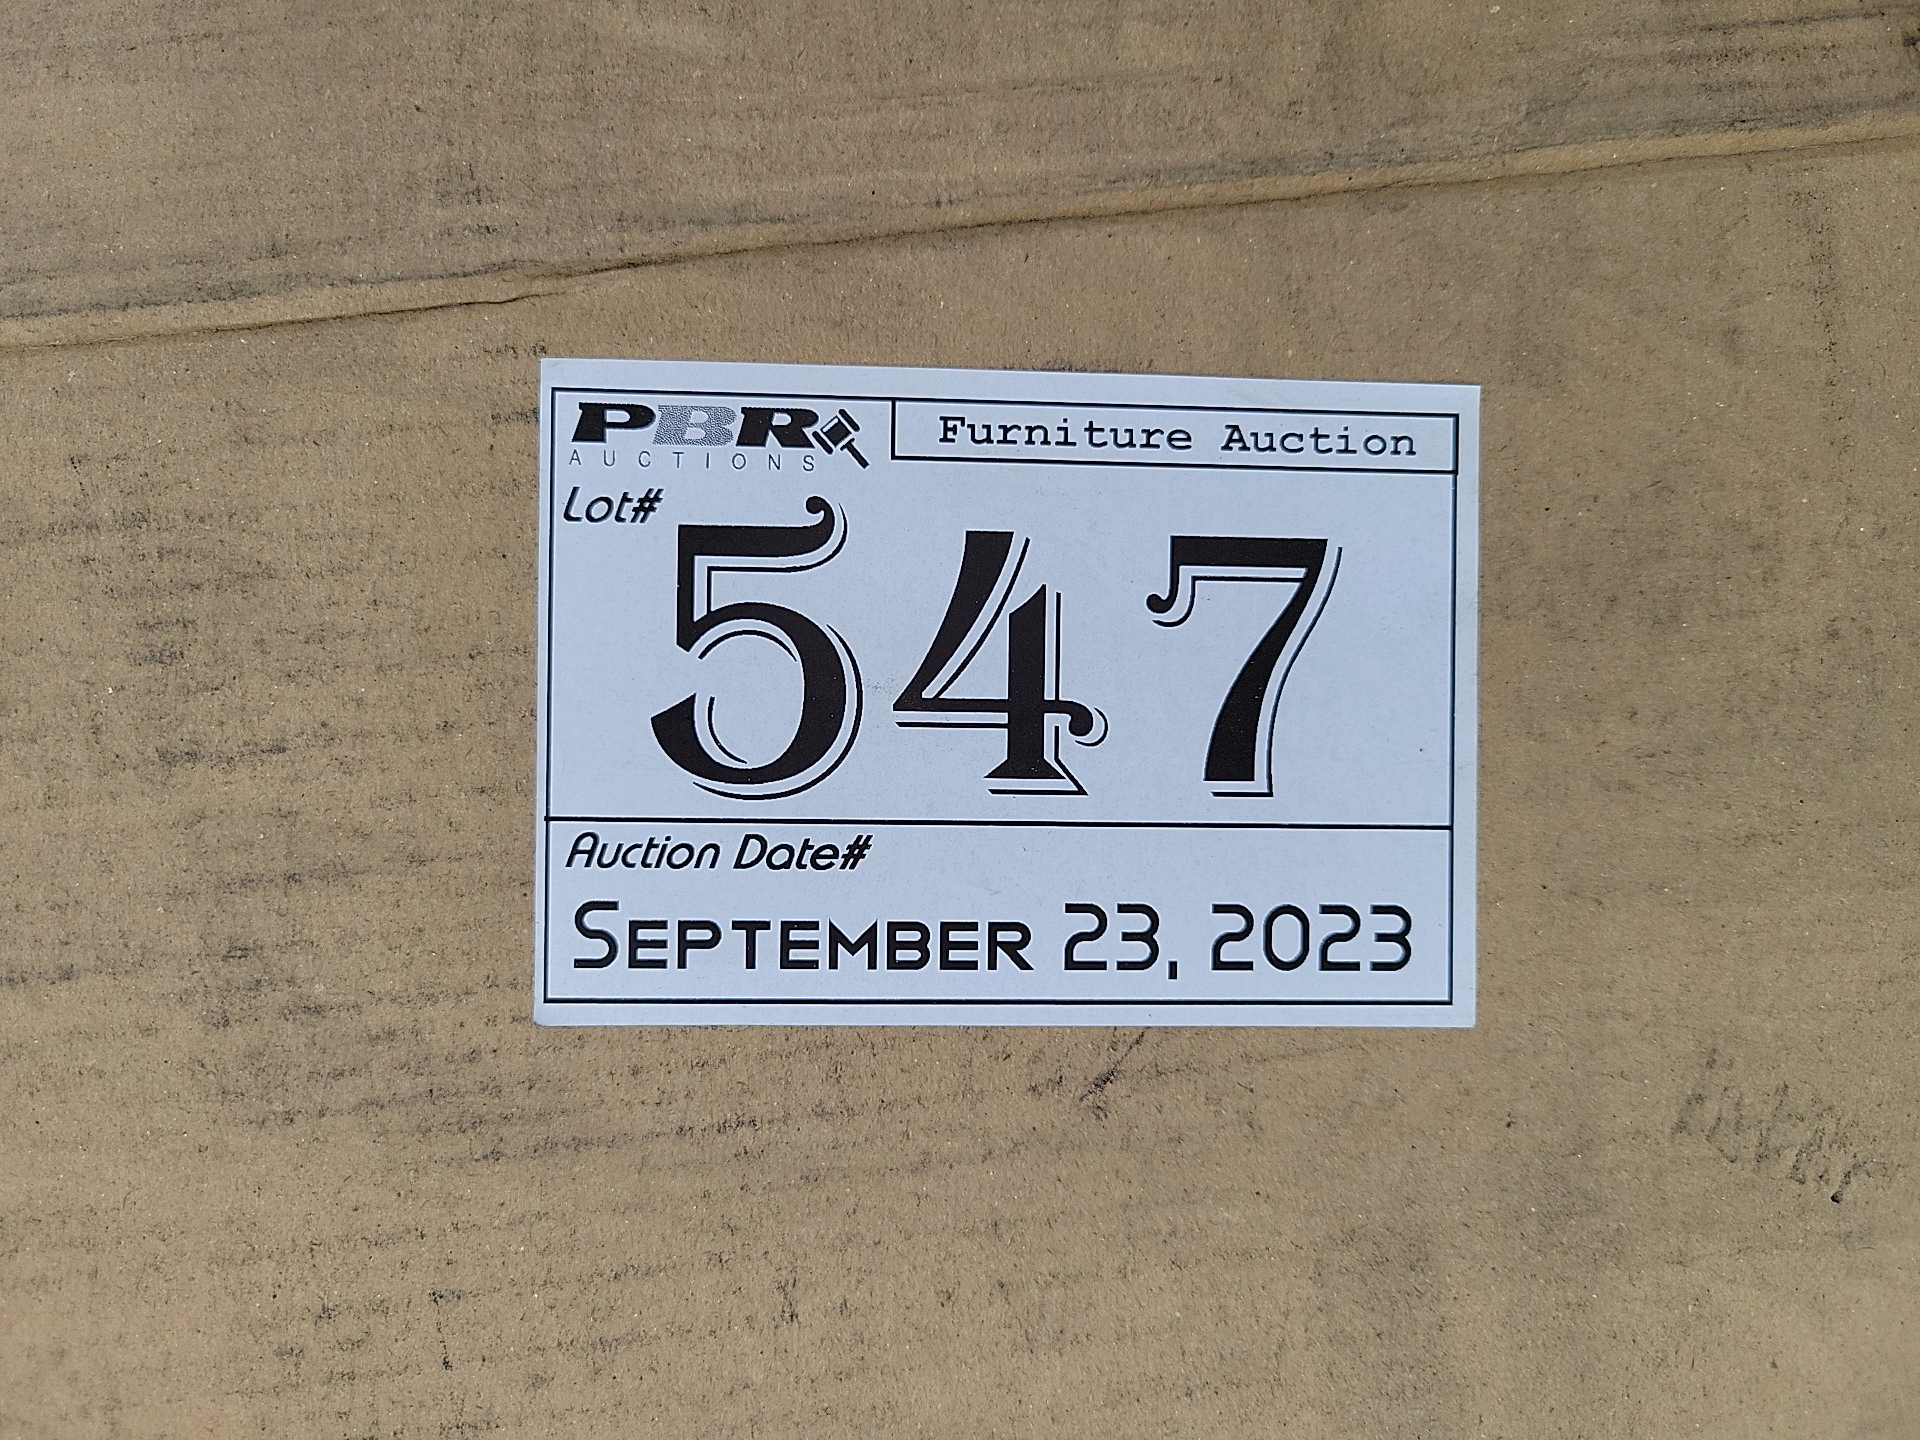 PBR
AUCTIONS
Furniture Auction
Lot#
547
Auction Date#
SEPTEMBER 23, 2023